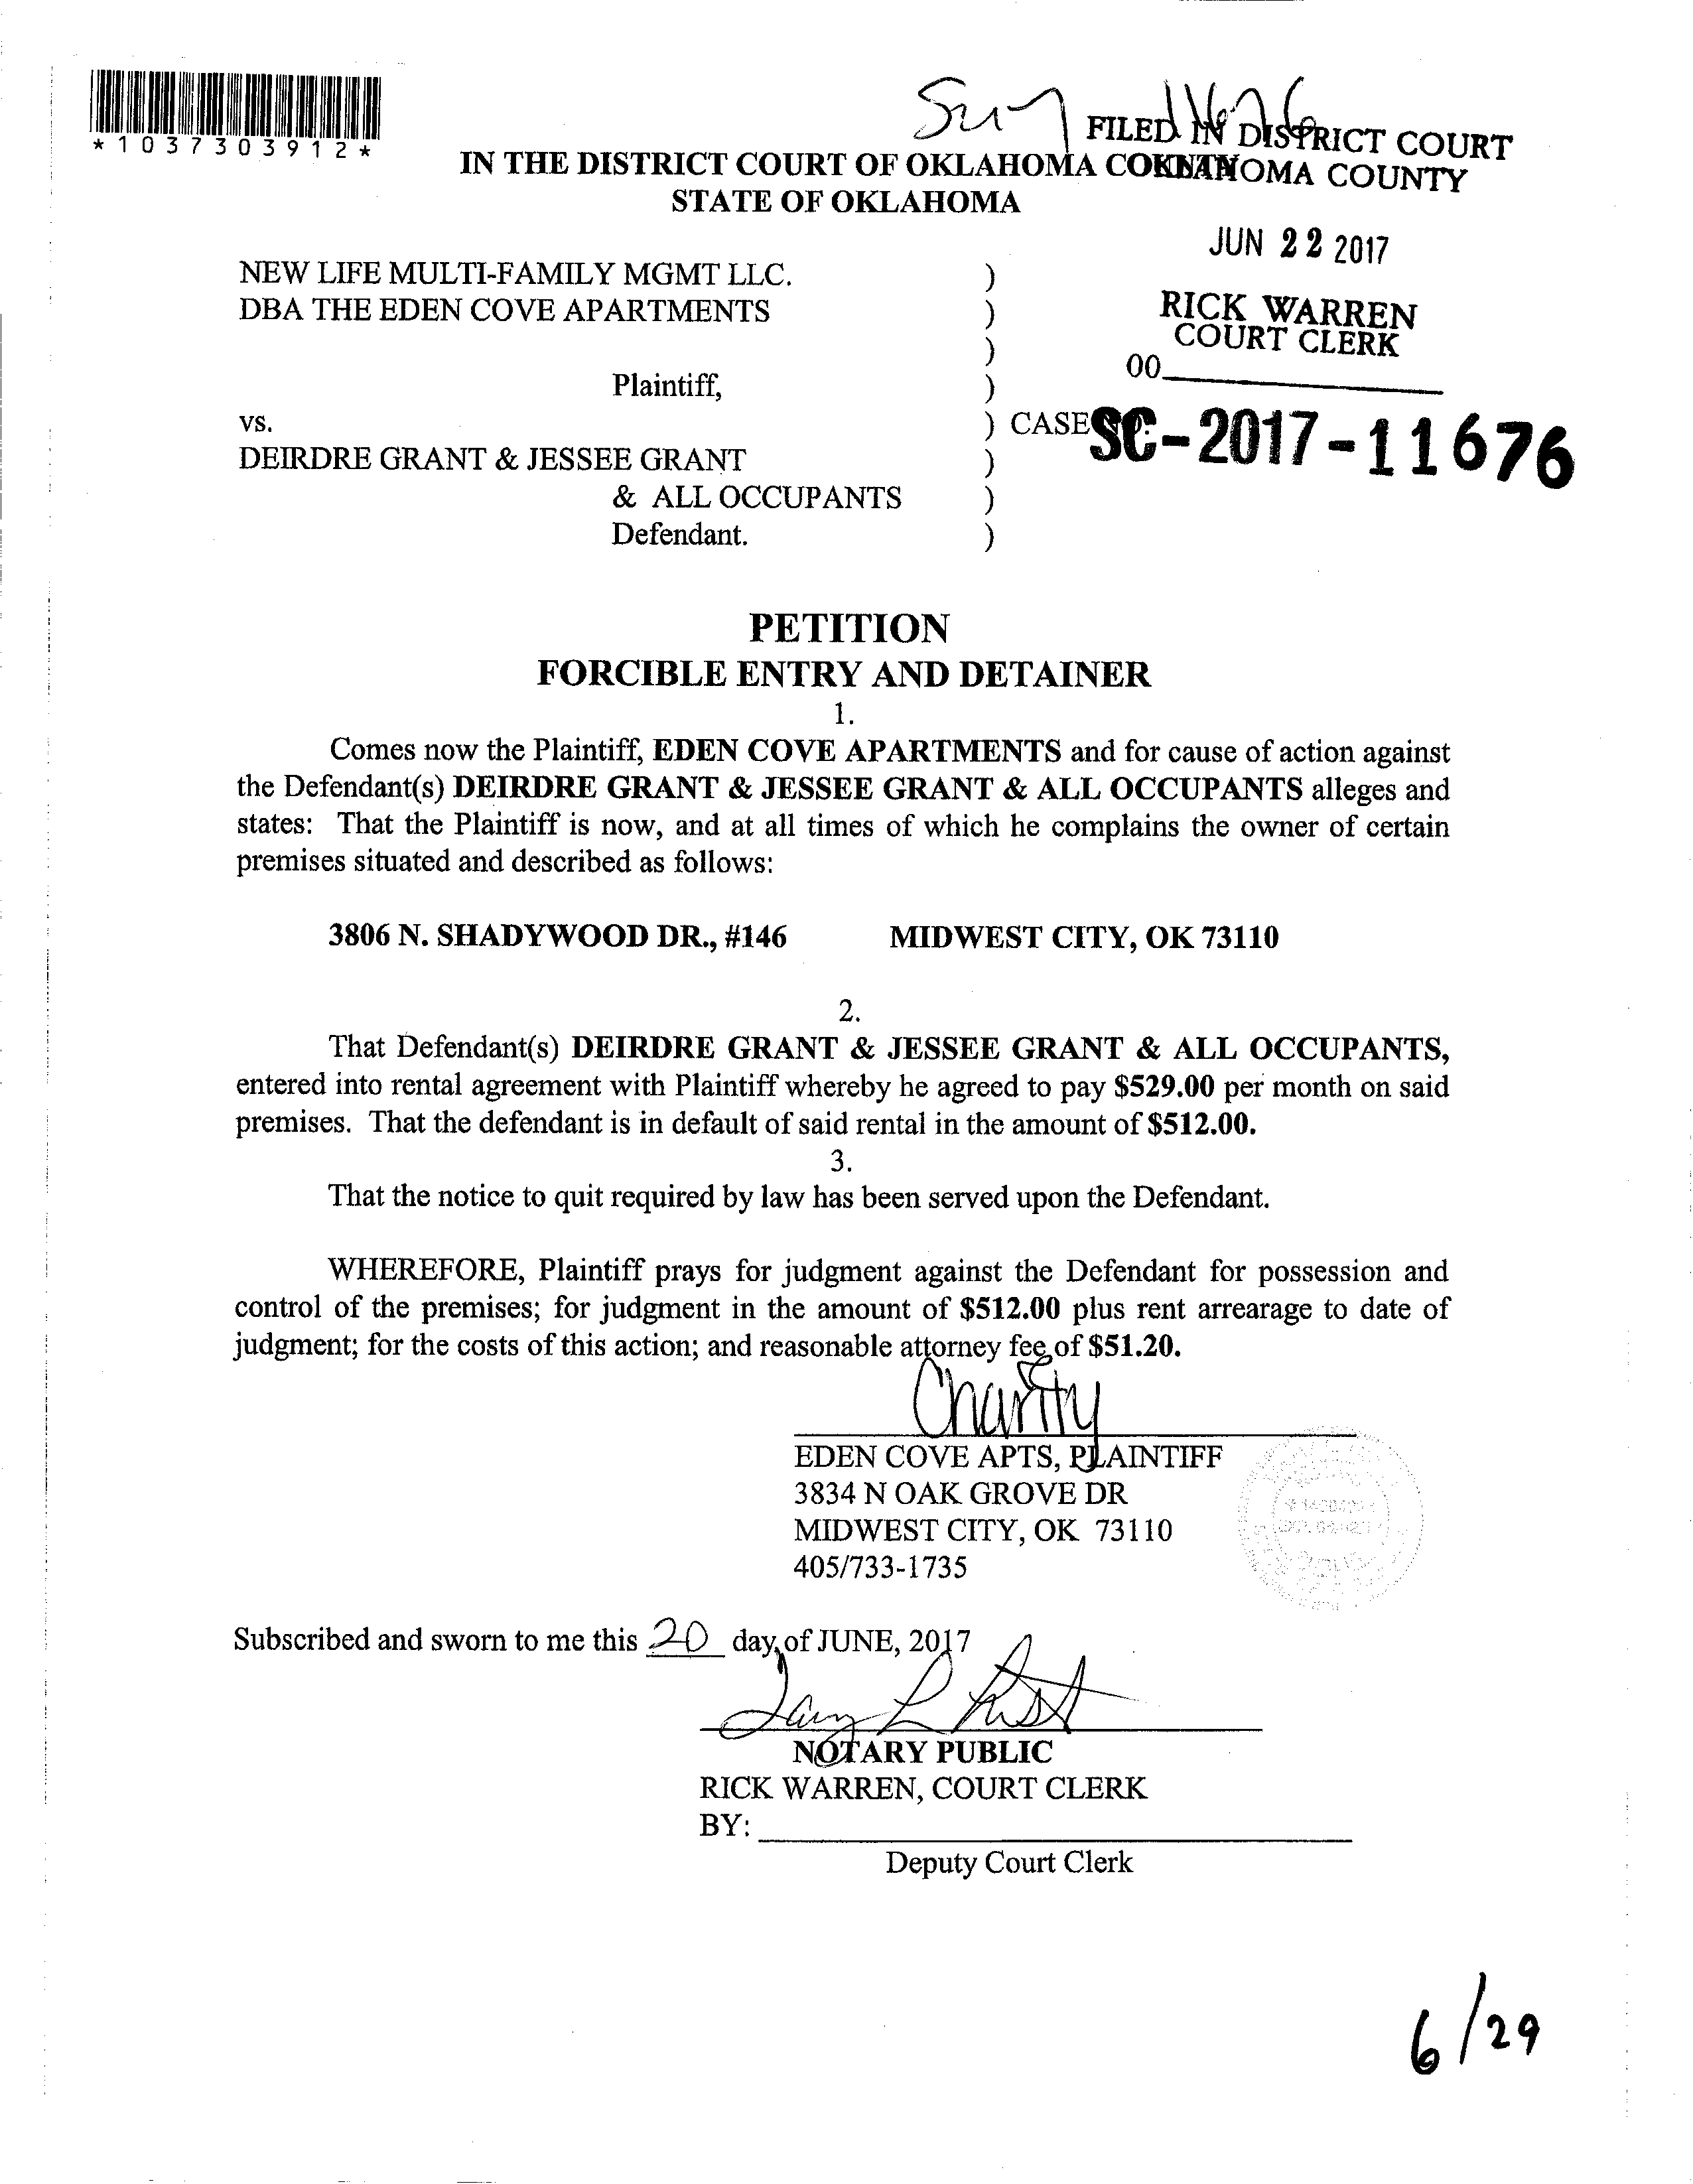 *1037303912*
FILED IN DISTRICT COURT
OKLAHOMA COUNTY
IN THE DISTRICT COURT OF OKLAHOMA COUNTY
STATE OF OKLAHOMA
JUN 22 2017
RICK WARREN
COURT CLERK
00
NEW LIFE MULTI-FAMILY MGMT LLC. )
DBA THE EDEN COVE APARTMENTS )
)
Plaintiff, )
vs. ) CASE NO: SC-2017-11676
DEIRDRE GRANT & JESSEE GRANT )
& ALL OCCUPANTS )
Defendant. )
PETITION
FORCIBLE ENTRY AND DETAINER
1.
Comes now the Plaintiff, EDEN COVE APARTMENTS and for cause of action against
the Defendant(s) DEIRDRE GRANT & JESSEE GRANT & ALL OCCUPANTS alleges and
states: That the Plaintiff is now, and at all times of which he complains the owner of certain
premises situated and described as follows:
3806 N. SHADYWOOD DR., #146 MIDWEST CITY, OK 73110
2.
That Defendant(s) DEIRDRE GRANT & JESSEE GRANT & ALL OCCUPANTS,
entered into rental agreement with Plaintiff whereby he agreed to pay $529.00 per month on said
premises. That the defendant is in default of said rental in the amount of $512.00.
3.
That the notice to quit required by law has been served upon the Defendant.
WHEREFORE, Plaintiff prays for judgment against the Defendant for possession and
control of the premises; for judgment in the amount of $512.00 plus rent arrearage to date of
judgment; for the costs of this action; and reasonable attorney fee of $51.20.
Charity
EDEN COVE APTS, PLAINTIFF
3834 N OAK GROVE DR
MIDWEST CITY, OK 73110
405/733-1735
Subscribed and sworn to me this 20 day of JUNE, 2017
NOTARY PUBLIC
RICK WARREN, COURT CLERK
BY:
Deputy Court Clerk
6/29